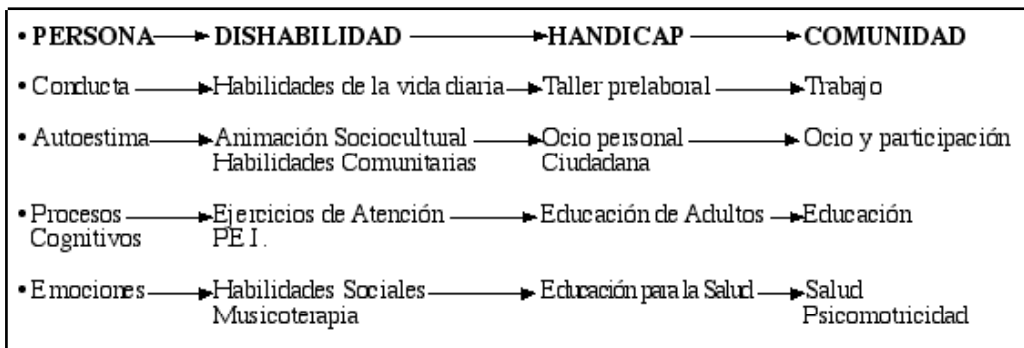 • PERSONA DISHABILIDAD HANDICAP COMUNIDAD
• Conducta Habilidades de la vida diaria Taller prelaboral Trabajo
• Autoestima Animación Sociocultural Ocio personal Ocio y participación
Habilidades Comunitarias Ciudadana
• Procesos Ejercicios de Atención Educación de Adultos Educación
Cognitivos PE I .
• Emociones Habilidades Sociales Educación para la Salud Salud
Musicoterapia Psicomotricidad